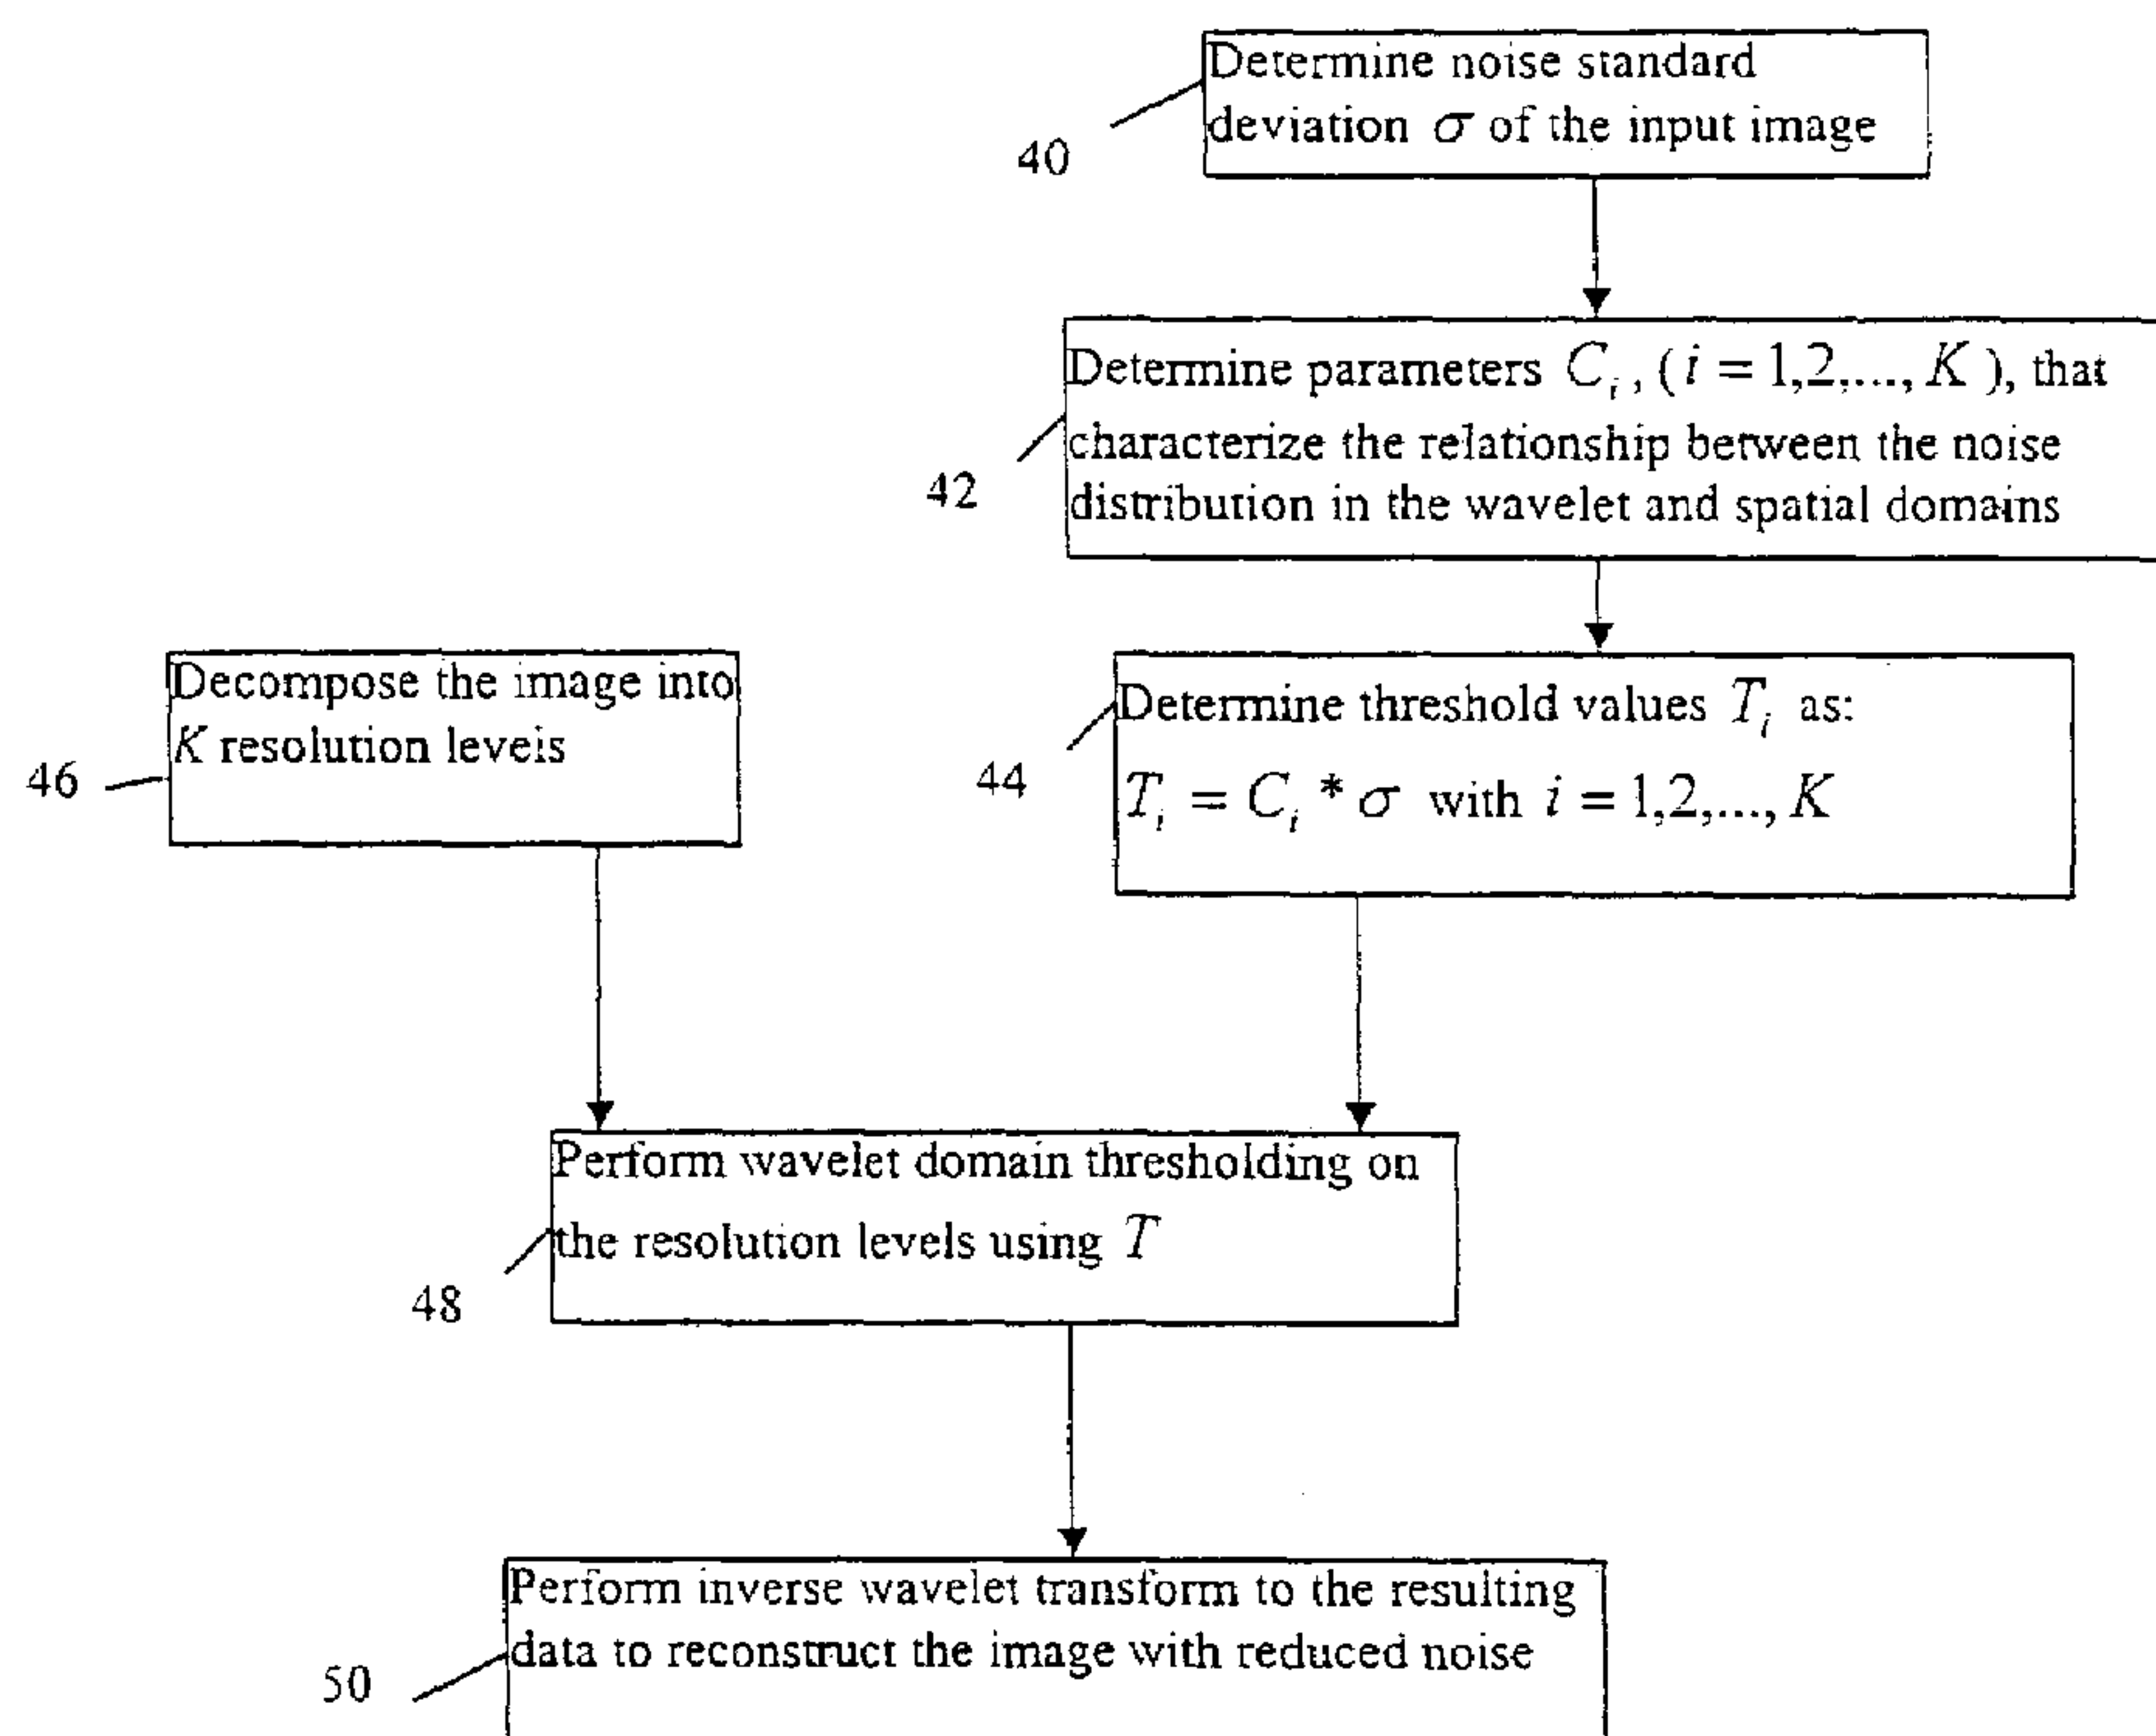 Determine noise standard
deviation σ of the input image
40
Determine parameters C_i, ( i = 1,2,..., K ), that
characterize the relationship between the noise
distribution in the wavelet and spatial domains
42
Decompose the image into
K resolution levels
46
Determine threshold values T_i as:
T_i = C_i * σ with i = 1,2,..., K
44
Perform wavelet domain thresholding on
the resolution levels using T
48
Perform inverse wavelet transform to the resulting
data to reconstruct the image with reduced noise
50